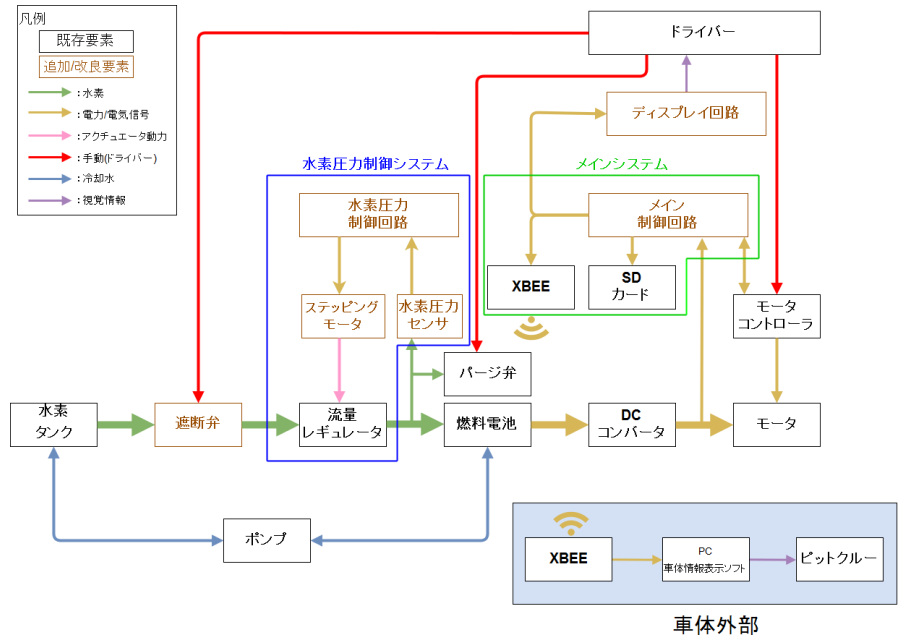 凡例
既存要素
追加/改良要素
：水素
：電力/電気信号
：アクチュエータ動力
：手動(ドライバー)
：冷却水
：視覚情報
ドライバー
ディスプレイ回路
水素圧力制御システム
メインシステム
水素圧力
制御回路
メイン
制御回路
XBEE
SD
カード
ステッピング
モータ
水素圧力
センサ
モータ
コントローラ
パージ弁
水素
タンク
遮断弁
流量
レギュレータ
燃料電池
DC
コンバータ
モータ
ポンプ
XBEE
PC
車体情報表示ソフト
ピットクルー
車体外部